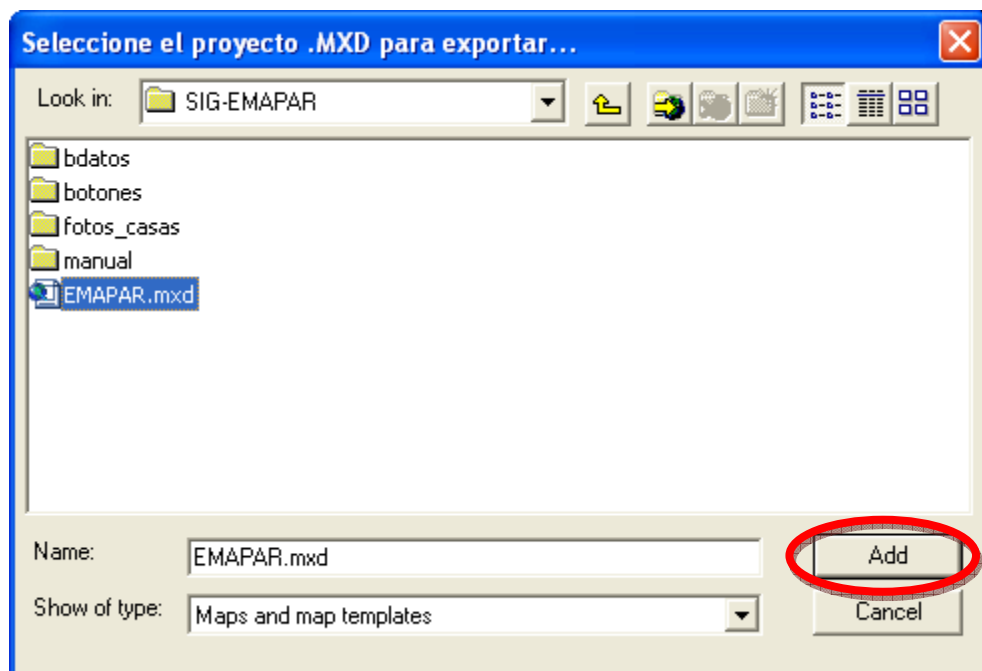 Seleccione el proyecto .MXD para exportar...
Look in: SIG-EMAPAR
bdatos
botones
fotos_casas
manual
EMAPAR.mxd
Name: EMAPAR.mxd Add
Show of type: Maps and map templates Cancel